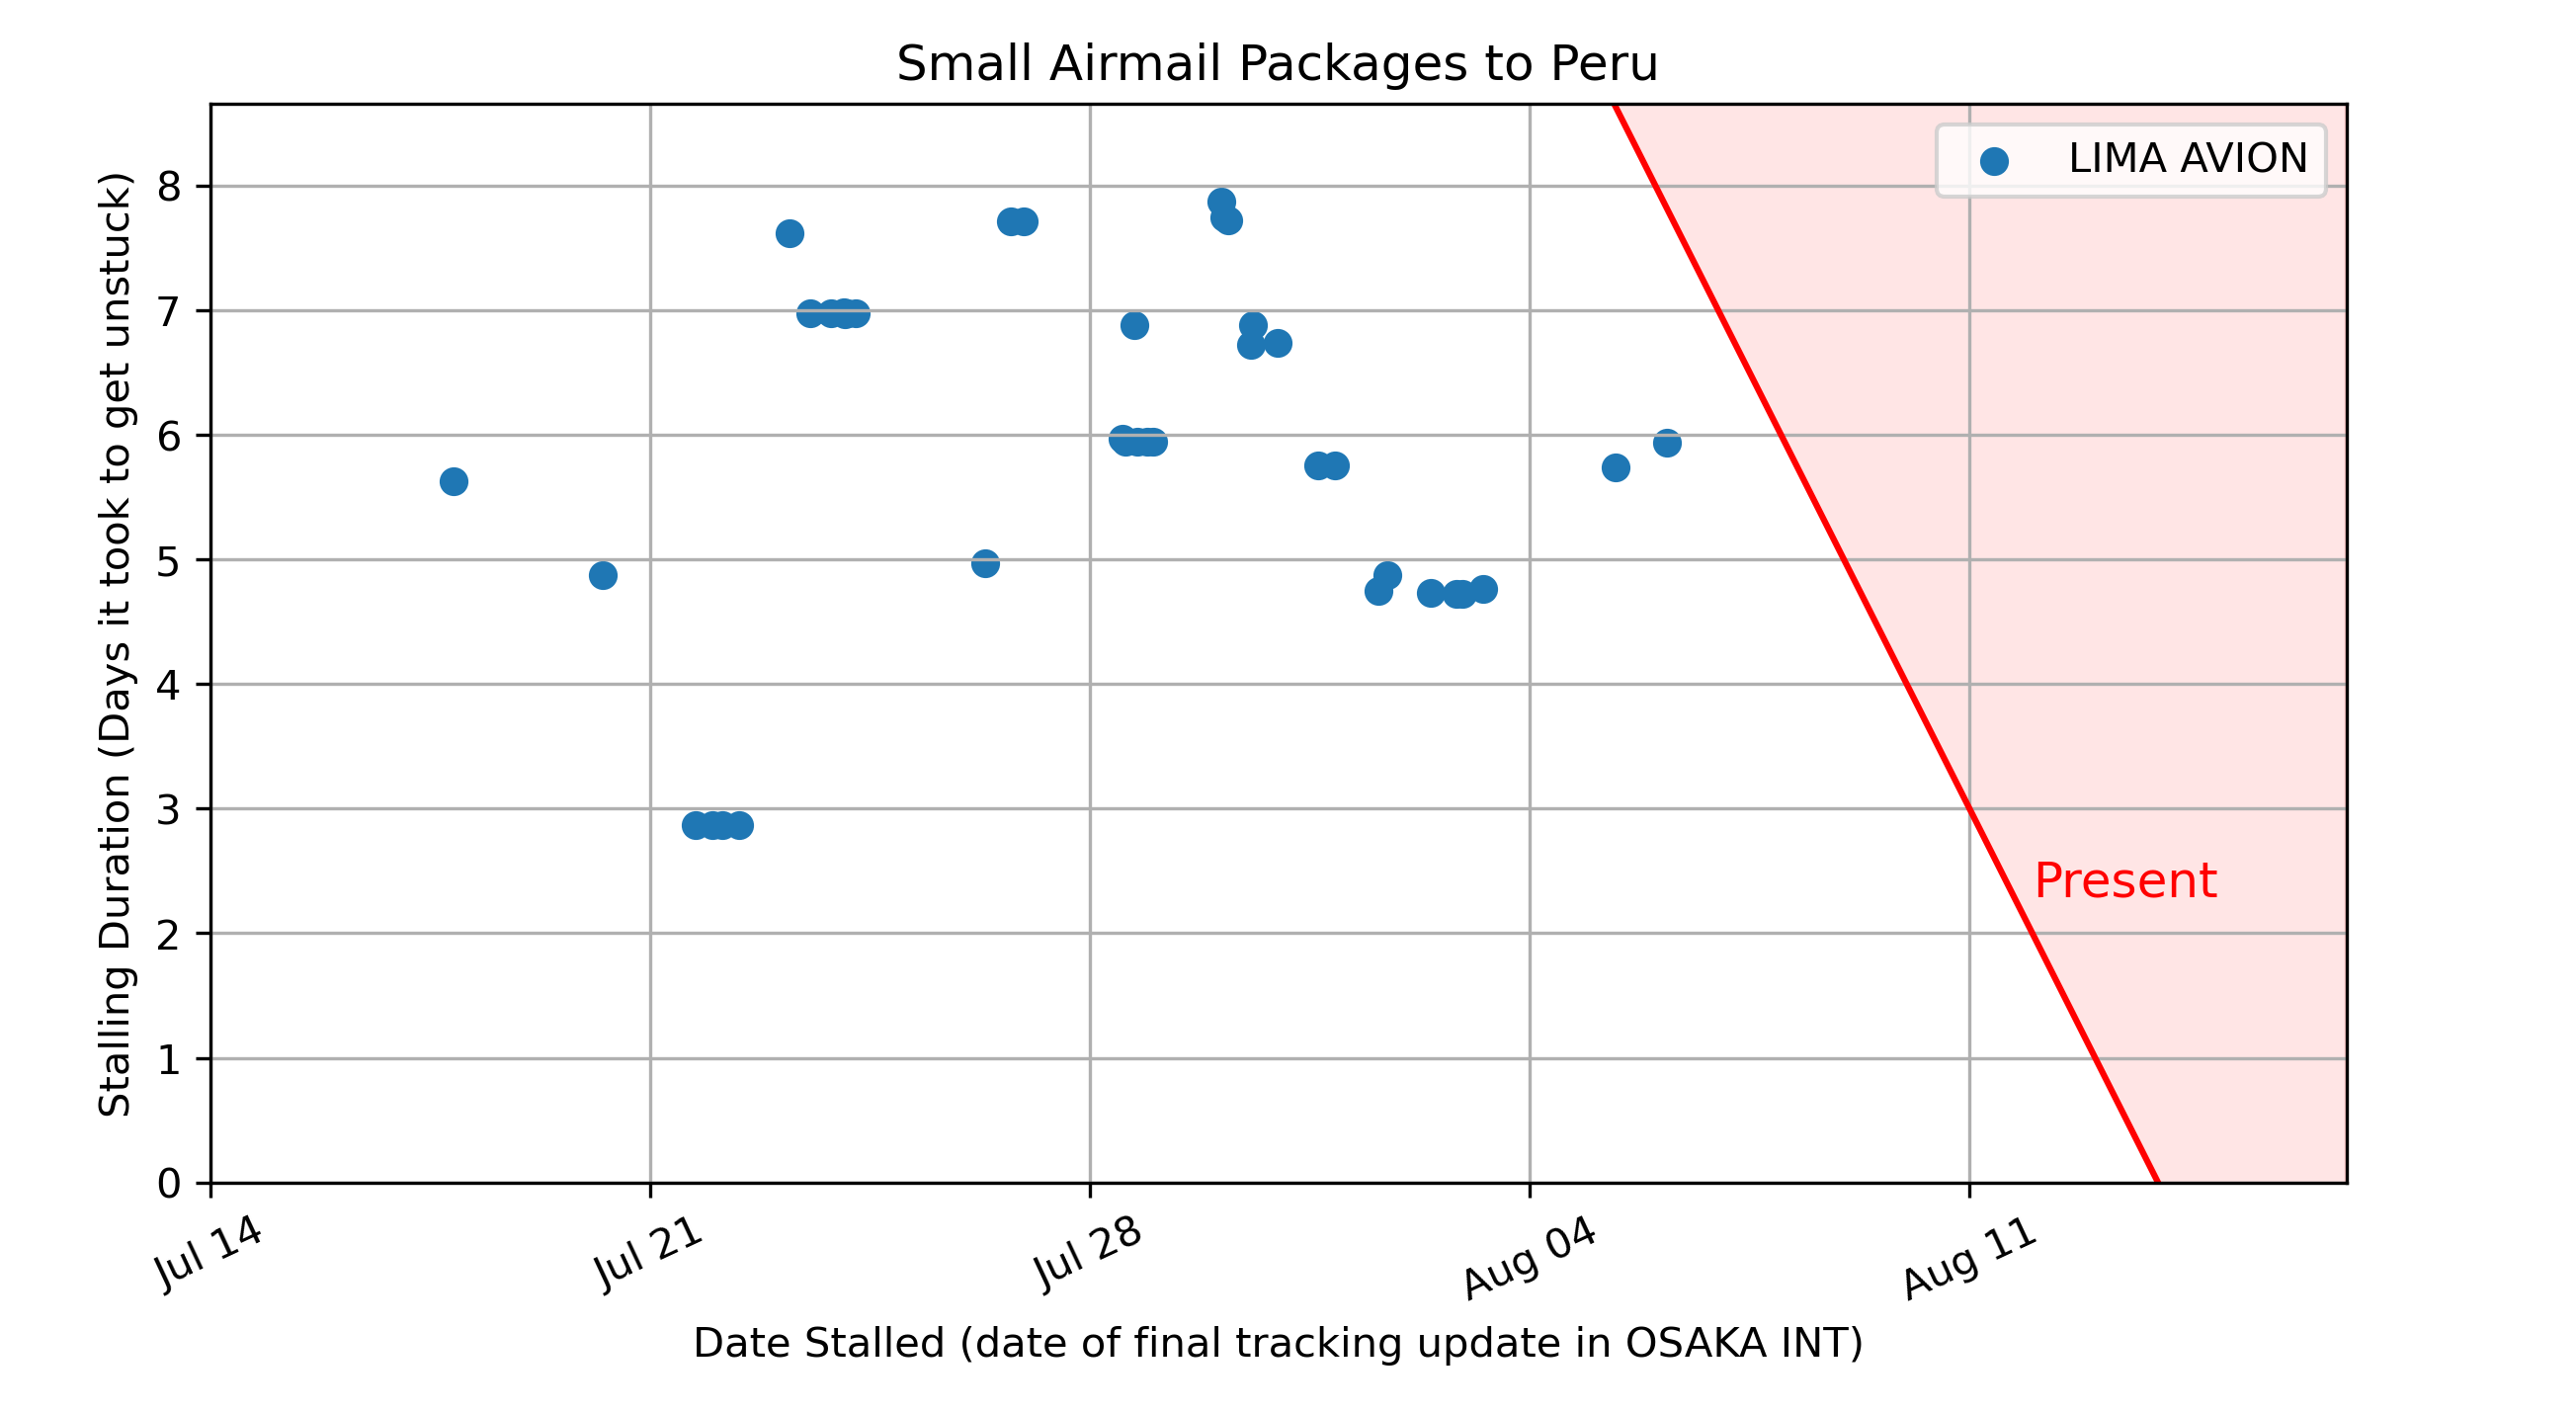 Small Airmail Packages to Peru
LIMA AVION
Stalling Duration (Days it took to get unstuck)
8
7
6
5
4
3
2
1
0
Present
Jul 14
Jul 21
Jul 28
Aug 04
Aug 11
Date Stalled (date of final tracking update in OSAKA INT)